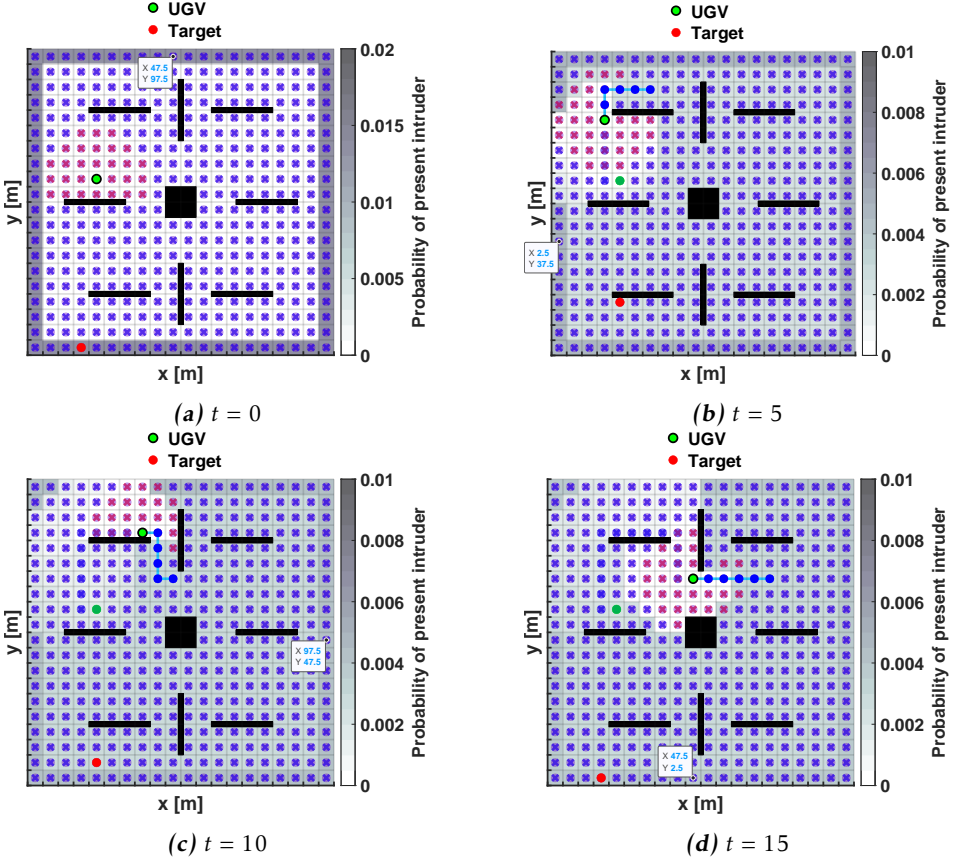 UGV
Target
X 47.5
Y 97.5
0.02
0.015
0.01
0.005
0
Probability of present intruder
y [m]
x [m]
(a) t = 0
UGV
Target
X 2.5
Y 37.5
0.01
0.008
0.006
0.004
0.002
0
Probability of present intruder
y [m]
x [m]
(b) t = 5
UGV
Target
X 97.5
Y 47.5
0.01
0.008
0.006
0.004
0.002
0
Probability of present intruder
y [m]
x [m]
(c) t = 10
UGV
Target
X 47.5
Y 2.5
0.01
0.008
0.006
0.004
0.002
0
Probability of present intruder
y [m]
x [m]
(d) t = 15